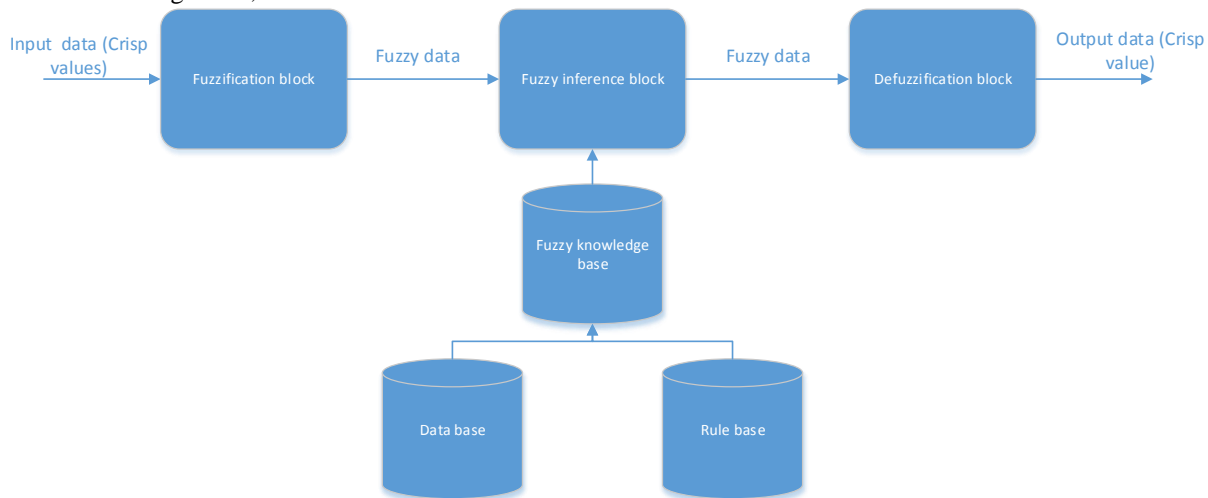 Input data (Crisp
values)
Fuzzification block
Fuzzy data
Fuzzy inference block
Fuzzy data
Defuzzification block
Output data (Crisp
value)
Fuzzy knowledge
base
Data base
Rule base